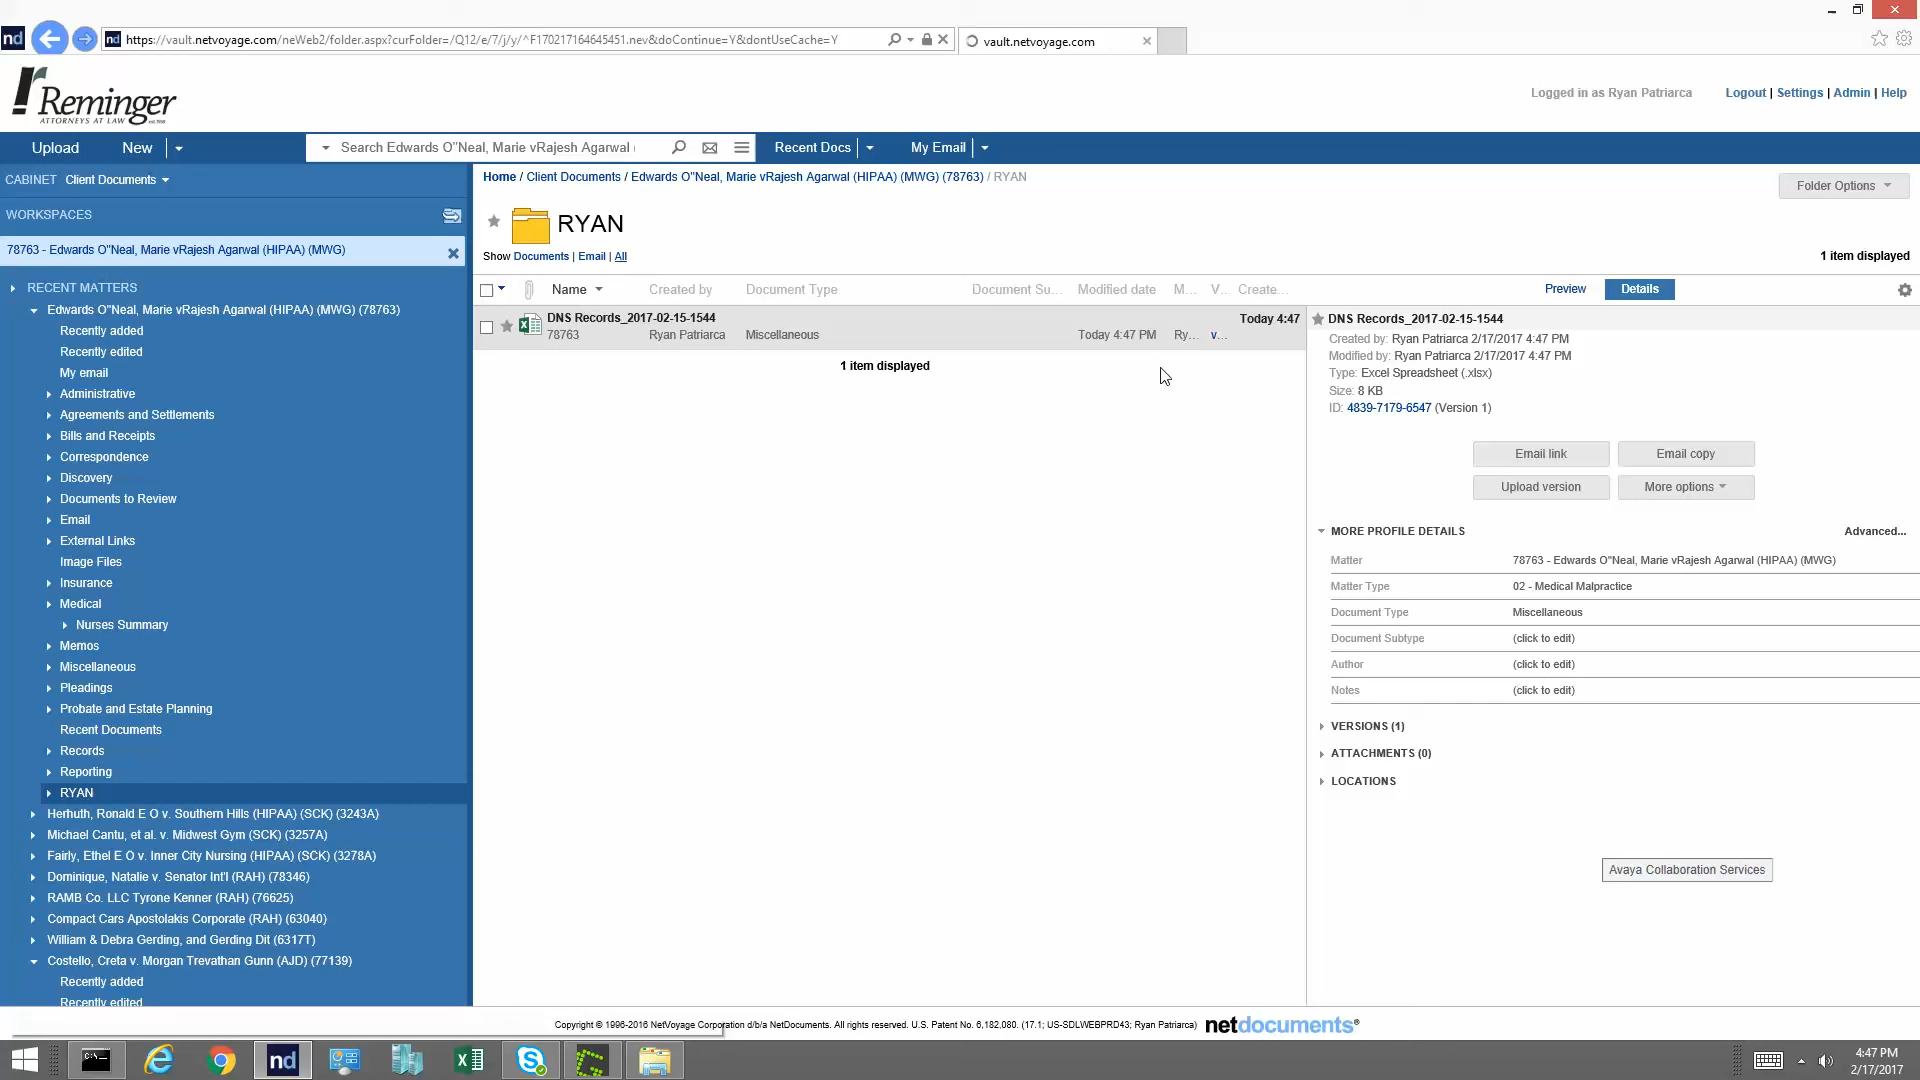 nd
nd https://vault.netvoyage.com/neWeb2/folder.aspx?curFolder=/Q12/e/7/j/y/^F170217164645451.nev&doContinue=Y&dontUseCache=Y
vault.netvoyage.com
Reminger
ATTORNEYS AT LAW
Logged in as Ryan Patriarca
Logout | Settings | Admin | Help
Upload
New
Search Edwards O"Neal, Marie vRajesh Agarwal (
Recent Docs
My Email
CABINET Client Documents
WORKSPACES
78763 - Edwards O"Neal, Marie vRajesh Agarwal (HIPAA) (MWG)
RECENT MATTERS
Edwards O"Neal, Marie vRajesh Agarwal (HIPAA) (MWG) (78763)
Recently added
Recently edited
My email
Administrative
Agreements and Settlements
Bills and Receipts
Correspondence
Discovery
Documents to Review
Email
External Links
Image Files
Insurance
Medical
Nurses Summary
Memos
Miscellaneous
Pleadings
Probate and Estate Planning
Recent Documents
Records
Reporting
RYAN
Herhuth, Ronald E O v. Southern Hills (HIPAA) (SCK) (3243A)
Michael Cantu, et al. v. Midwest Gym (SCK) (3257A)
Fairly, Ethel E O v. Inner City Nursing (HIPAA) (SCK) (3278A)
Dominique, Natalie v. Senator Int'l (RAH) (78346)
RAMB Co. LLC Tyrone Kenner (RAH) (76625)
Compact Cars Apostolakis Corporate (RAH) (63040)
William & Debra Gerding, and Gerding Dit (6317T)
Costello, Creta v. Morgan Trevathan Gunn (AJD) (77139)
Recently added
Recently edited
Home / Client Documents / Edwards O"Neal, Marie vRajesh Agarwal (HIPAA) (MWG) (78763) / RYAN
Folder Options
RYAN
Show Documents | Email | All
1 item displayed
Name
Created by
Document Type
Document Su...
Modified date
M...
V...
Create...
Preview
Details
DNS Records_2017-02-15-1544
Today 4:47
78763
Ryan Patriarca
Miscellaneous
Today 4:47 PM
Ry...
v...
1 item displayed
DNS Records_2017-02-15-1544
Created by: Ryan Patriarca 2/17/2017 4:47 PM
Modified by: Ryan Patriarca 2/17/2017 4:47 PM
Type: Excel Spreadsheet (.xlsx)
Size: 8 KB
ID: 4839-7179-6547 (Version 1)
Email link
Email copy
Upload version
More options
MORE PROFILE DETAILS
Advanced...
Matter 78763 - Edwards O"Neal, Marie vRajesh Agarwal (HIPAA) (MWG)
Matter Type 02 - Medical Malpractice
Document Type Miscellaneous
Document Subtype (click to edit)
Author (click to edit)
Notes (click to edit)
VERSIONS (1)
ATTACHMENTS (0)
LOCATIONS
Avaya Collaboration Services
Copyright © 1996-2016 NetVoyage Corporation d/b/a NetDocuments. All rights reserved. U.S. Patent No. 6,182,080. (17.1; US-SDLWEBPRD43; Ryan Patriarca) netdocuments®
nd
4:47 PM
2/17/2017